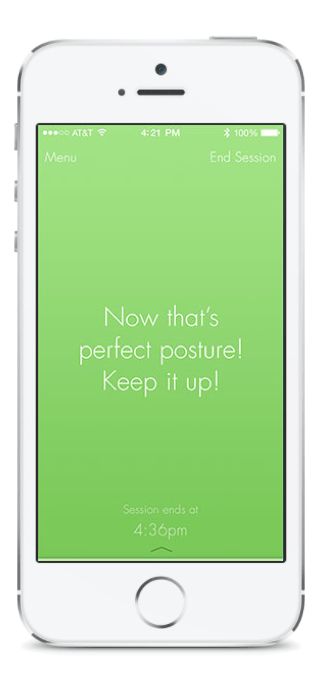 AT&T 4:21 PM 100%
Menu End Session
Now that's
perfect posture!
Keep it up!
Session ends at
4:36pm